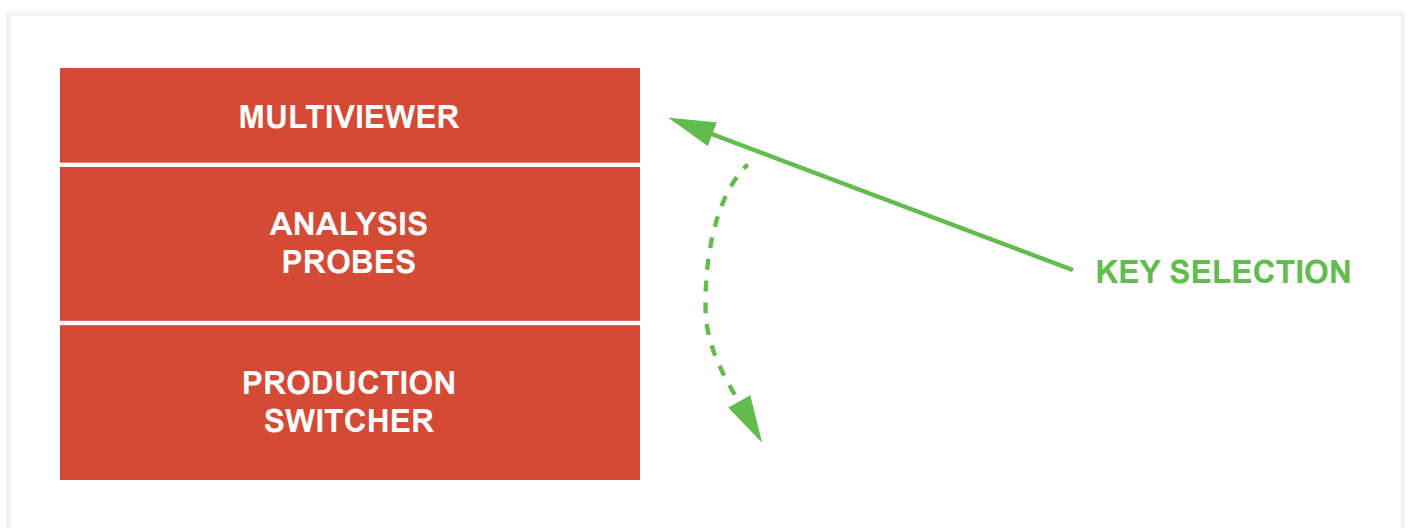 MULTIVIEWER
ANALYSIS
PROBES
KEY SELECTION
PRODUCTION
SWITCHER